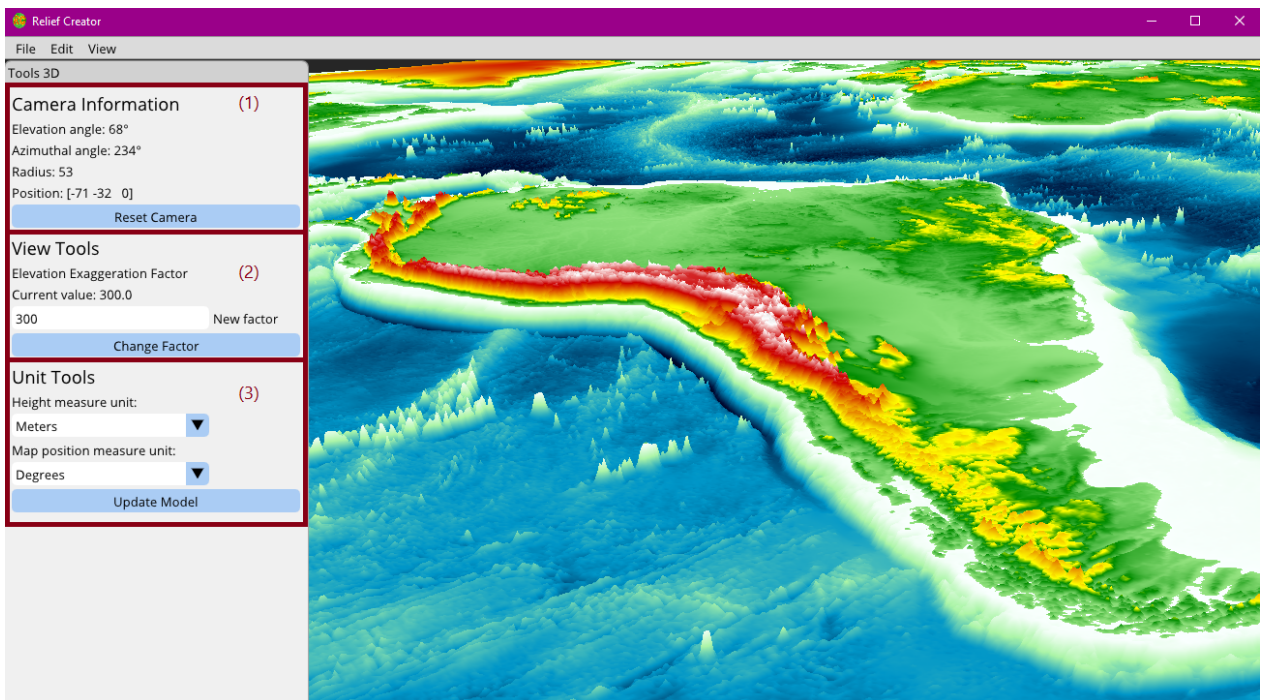 Relief Creator
File Edit View
Tools 3D
Camera Information (1)
Elevation angle: 68°
Azimuthal angle: 234°
Radius: 53
Position: [-71 -32 0]
Reset Camera
View Tools
Elevation Exaggeration Factor (2)
Current value: 300.0
300 New factor
Change Factor
Unit Tools
(3)
Height measure unit:
Meters
Map position measure unit:
Degrees
Update Model